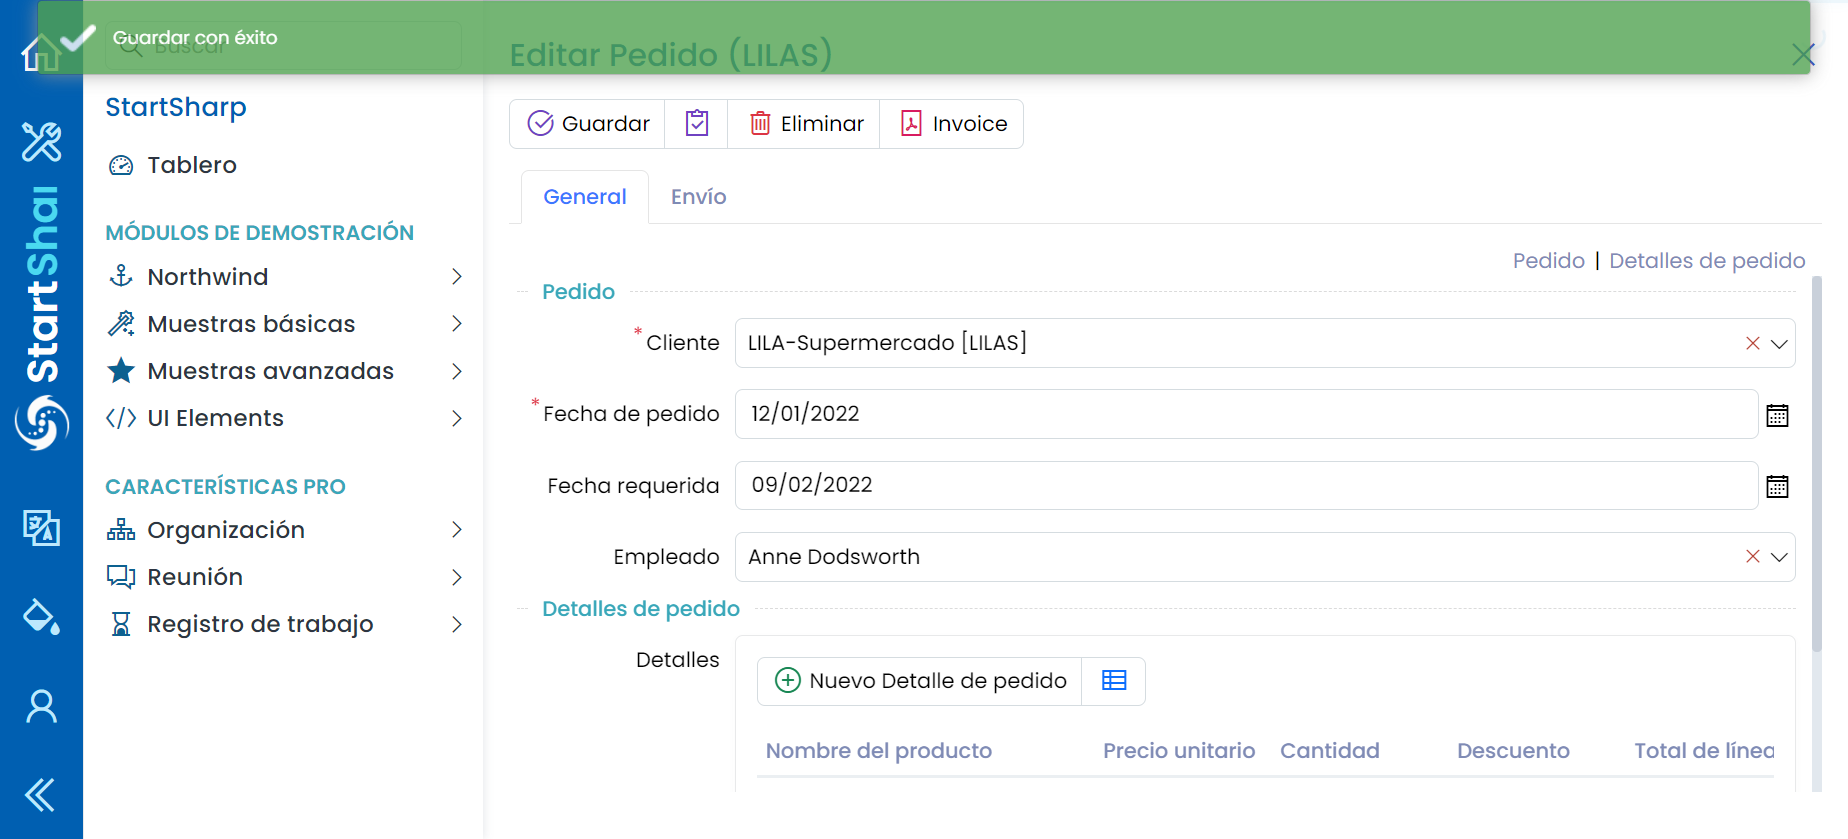 Guardar con éxito
Buscar
Editar Pedido (LILAS)
StartSharp
Tablero
MÓDULOS DE DEMOSTRACIÓN
Northwind
Muestras básicas
Muestras avanzadas
UI Elements
CARACTERÍSTICAS PRO
Organización
Reunión
Registro de trabajo
StartShar
Guardar
Eliminar
Invoice
General
Envío
Pedido | Detalles de pedido
Pedido
* Cliente
LILA-Supermercado [LILAS]
* Fecha de pedido
12/01/2022
Fecha requerida
09/02/2022
Empleado
Anne Dodsworth
Detalles de pedido
Detalles
Nuevo Detalle de pedido
Nombre del producto Precio unitario Cantidad Descuento Total de línea